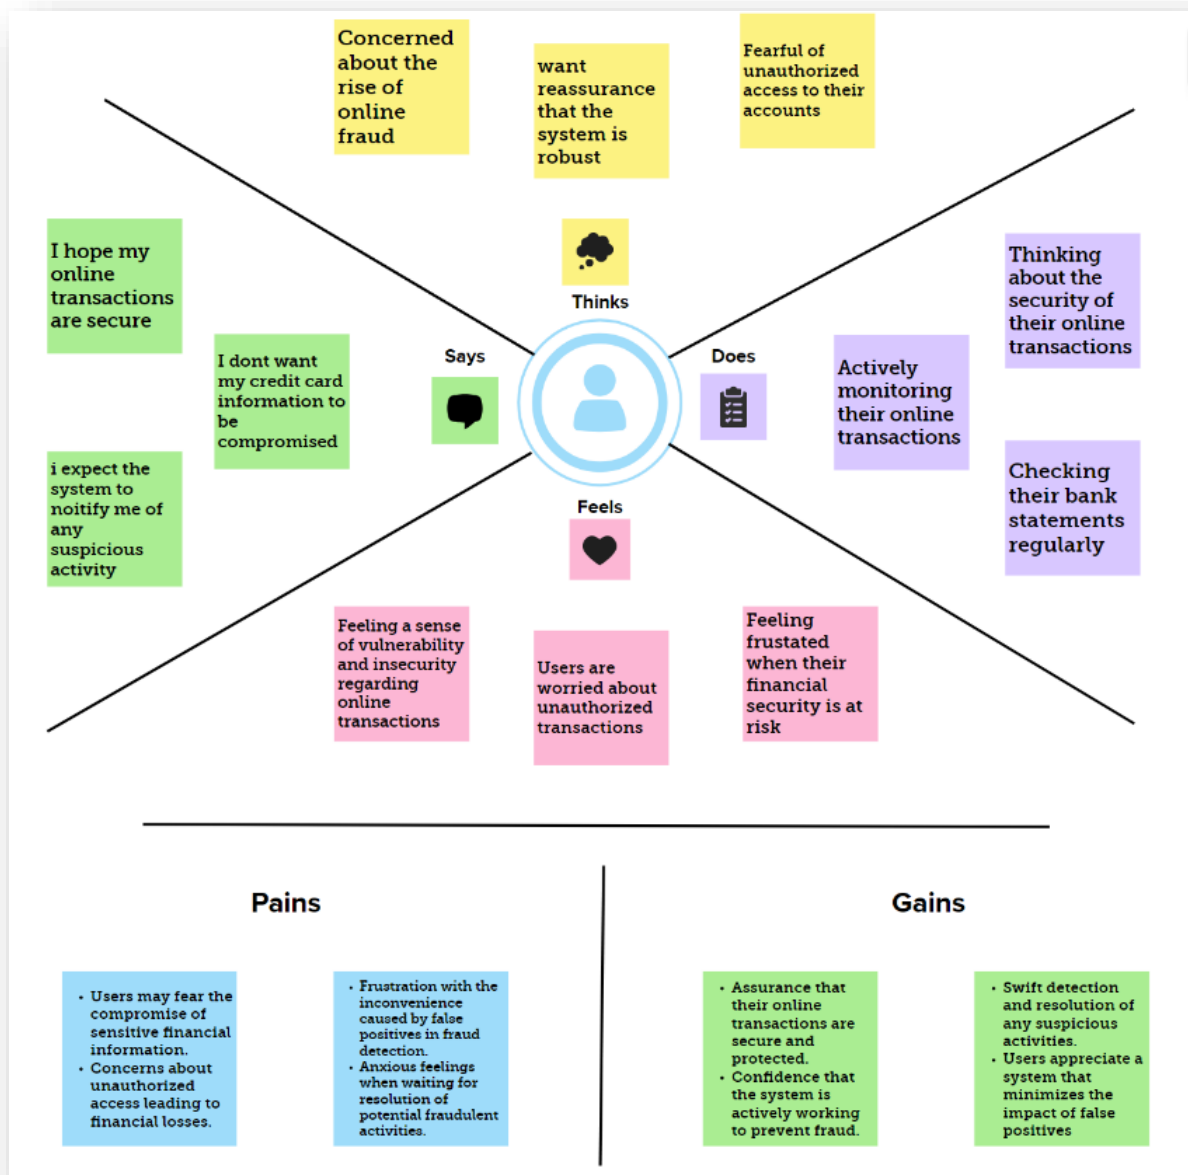 Concerned
about the
rise of
online
fraud
want
reassurance
that the
system is
robust
Fearful of
unauthorized
access to their
accounts
Thinks
I hope my
online
transactions
are secure
I dont want
my credit card
information to
be
compromised
i expect the
system to
noitify me of
any
suspicious
activity
Says
Does
Thinking
about the
security of
their online
transactions
Actively
monitoring
their online
transactions
Checking
their bank
statements
regularly
Feels
Feeling a sense
of vulnerability
and insecurity
regarding
online
transactions
Users are
worried about
unauthorized
transactions
Feeling
frustated
when their
financial
security is at
risk
Pains
• Users may fear the
compromise of
sensitive financial
information.
• Concerns about
unauthorized
access leading to
financial losses.
• Frustration with the
inconvenience
caused by false
positives in fraud
detection.
• Anxious feelings
when waiting for
resolution of
potential fraudulent
activities.
Gains
• Assurance that
their online
transactions are
secure and
protected.
• Confidence that
the system is
actively working
to prevent fraud.
• Swift detection
and resolution of
any suspicious
activities.
• Users appreciate a
system that
minimizes the
impact of false
positives